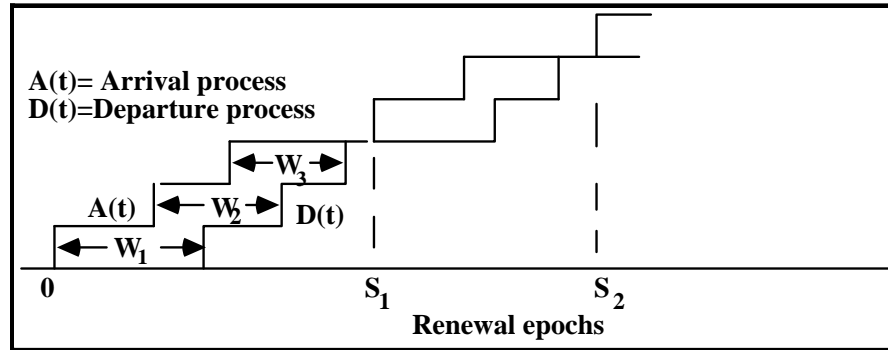 A(t)= Arrival process
D(t)=Departure process
W3
A(t)
W2
D(t)
W1
0
S1
S2
Renewal epochs